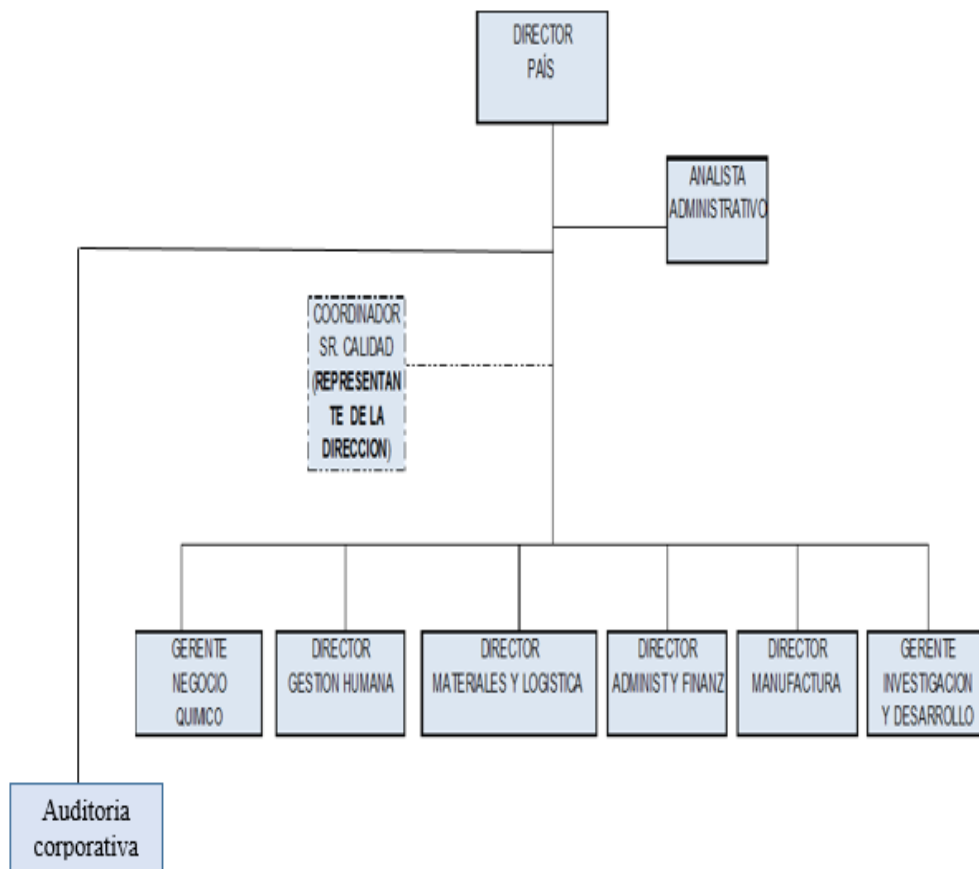 DIRECTOR
PAÍS
ANALISTA
ADMINISTRATIVO
COORDINADOR
SR. CALIDAD
(REPRESENTAN
TE DE LA
DIRECCION)
GERENTE
NEGOCIO
QUIMICO
DIRECTOR
GESTION HUMANA
DIRECTOR
MATERIALES Y LOGISTICA
DIRECTOR
ADMINIST Y FINANZ
DIRECTOR
MANUFACTURA
GERENTE
INVESTIGACION
Y DESARROLLO
Auditoria
corporativa